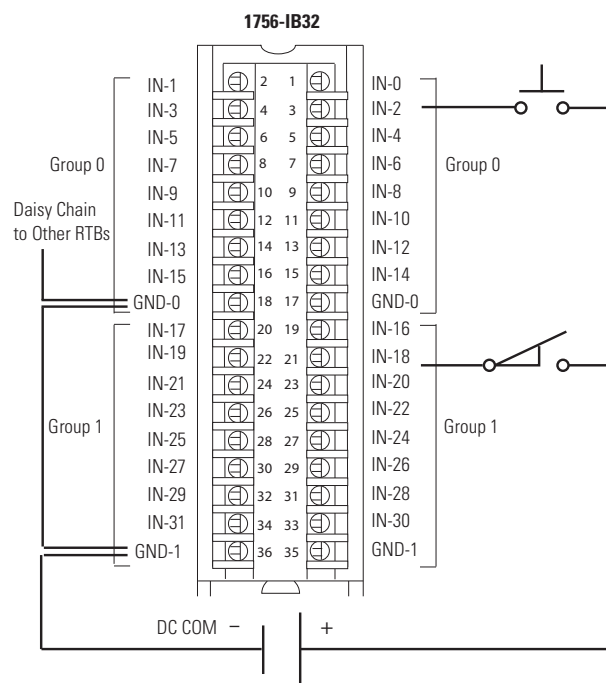 1756-IB32
IN-1 2 1 IN-0
IN-3 4 3 IN-2
IN-5 6 5 IN-4
Group 0 IN-7 8 7 IN-6 Group 0
IN-9 10 9 IN-8
Daisy Chain
to Other RTBs
IN-11 12 11 IN-10
IN-13 14 13 IN-12
IN-15 16 15 IN-14
GND-0 18 17 GND-0
IN-17 20 19 IN-16
IN-19 22 21 IN-18
IN-21 24 23 IN-20
IN-23 26 25 IN-22
Group 1 IN-25 28 27 IN-24 Group 1
IN-27 30 29 IN-26
IN-29 32 31 IN-28
IN-31 34 33 IN-30
GND-1 36 35 GND-1
DC COM – +